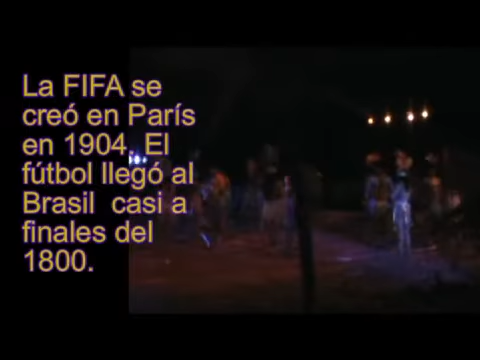 La FIFA se
creó en París
en 1904. El
fútbol llegó al
Brasil casi a
finales del
1800.